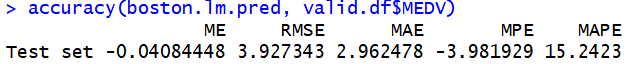 > accuracy(boston.lm.pred, valid.df$MEDV)
ME RMSE MAE MPE MAPE
Test set -0.04084448 3.927343 2.962478 -3.981929 15.2423